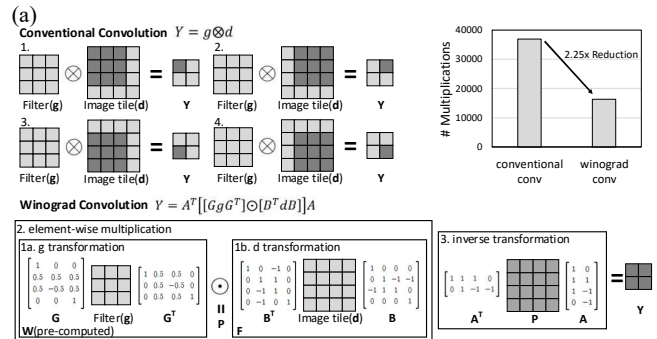 (a)
Conventional Convolution Y = g⊗d
1. ⊗ = 2. ⊗ =
Filter(g) Image tile(d) Y Filter(g) Image tile(d) Y
3. ⊗ = 4. ⊗ =
Filter(g) Image tile(d) Y Filter(g) Image tile(d) Y
# Multiplications
40000
30000
20000
10000
0
2.25x Reduction
conventional conv
winograd conv
Winograd Convolution Y = A^T[[GgG^T]⊙[B^T dB]]A
2. element-wise multiplication
1a. g transformation
1 0 0
0.5 0.5 0.5
0.5 -0.5 0.5
0 0 1
1 0.5 0.5 0
0 0.5 -0.5 0
0 0.5 0.5 1
G Filter(g) G^T
W(pre-computed)
⊙
=
P
1b. d transformation
1 0 -1 0
0 1 1 0
0 -1 1 0
0 -1 0 1
1 0 0 0
0 1 -1 -1
-1 1 1 0
0 0 0 1
B^T Image tile(d) B
F
3. inverse transformation
1 1 1 0
0 1 -1 -1
1 0
1 1
1 -1
0 -1
=
A^T P A Y